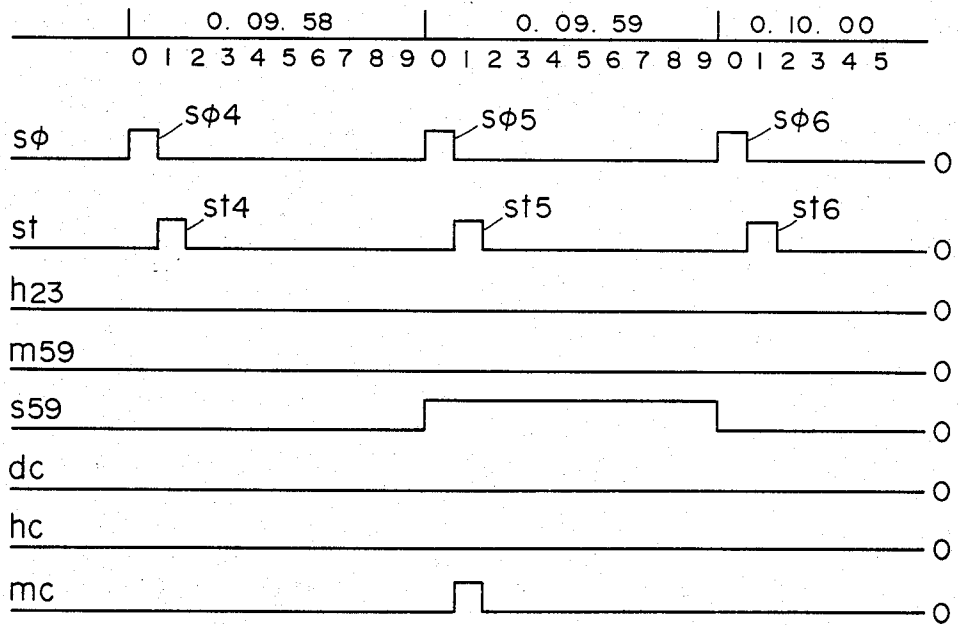 0. 09. 58 0. 09. 59 0. 10. 00
0 1 2 3 4 5 6 7 8 9 0 1 2 3 4 5 6 7 8 9 0 1 2 3 4 5
sφ sφ4 sφ5 sφ6 0
st st4 st5 st6 0
h23 0
m59 0
s59 0
dc 0
hc 0
mc 0